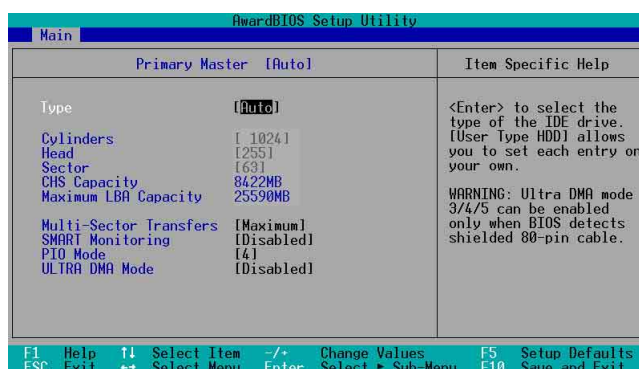 AwardBIOS Setup Utility
Main
Primary Master [Auto]
Item Specific Help
Type [Auto]
Cylinders [ 1024]
Head [255]
Sector [63]
CHS Capacity 8422MB
Maximum LBA Capacity 25590MB
Multi-Sector Transfers [Maximum]
SMART Monitoring [Disabled]
PIO Mode [4]
ULTRA DMA Mode [Disabled]
<Enter> to select the
type of the IDE drive.
[User Type HDD] allows
you to set each entry on
your own.
WARNING: Ultra DMA mode
3/4/5 can be enabled
only when BIOS detects
shielded 80-pin cable.
F1 Help ↑↓ Select Item -/+ Change Values F5 Setup Defaults
ESC Exit ←→ Select Menu Enter Select ► Sub-Menu F10 Save and Exit